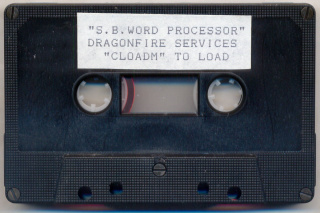 "S.B.WORD PROCESSOR"
DRAGONFIRE SERVICES
"CLOADM" TO LOAD